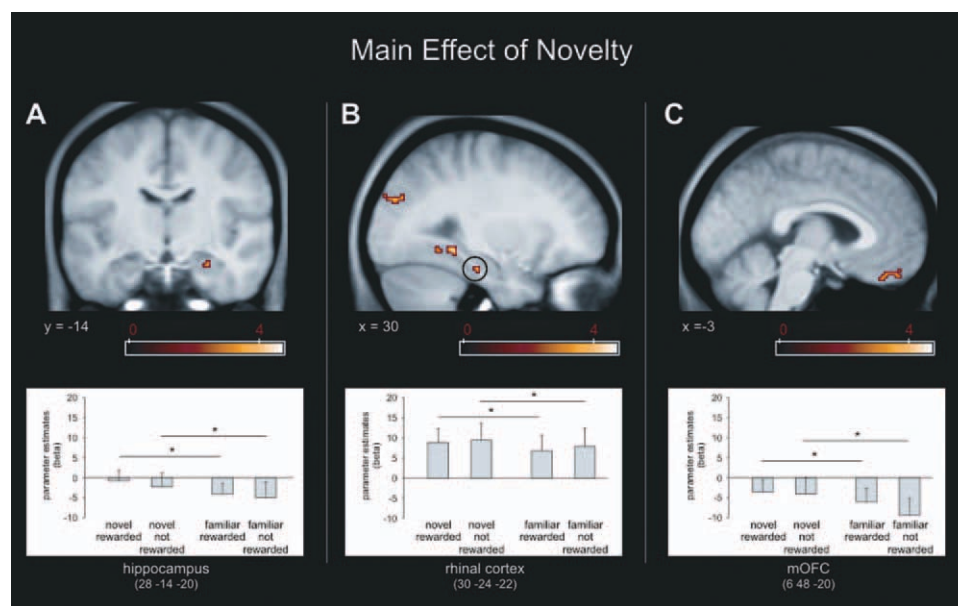 Main Effect of Novelty
A
y = -14
0 4
parameter estimates
(beta)
20
15
10
5
0
-5
-10
*
*
novel
rewarded
novel
not
rewarded
familiar
rewarded
familiar
not
rewarded
hippocampus
(28 -14 -20)
B
x = 30
0 4
parameter estimates
(beta)
20
15
10
5
0
-5
-10
*
*
novel
rewarded
novel
not
rewarded
familiar
rewarded
familiar
not
rewarded
rhinal cortex
(30 -24 -22)
C
x =-3
0 4
parameter estimates
(beta)
20
15
10
5
0
-5
-10
*
*
novel
rewarded
novel
not
rewarded
familiar
rewarded
familiar
not
rewarded
mOFC
(6 48 -20)